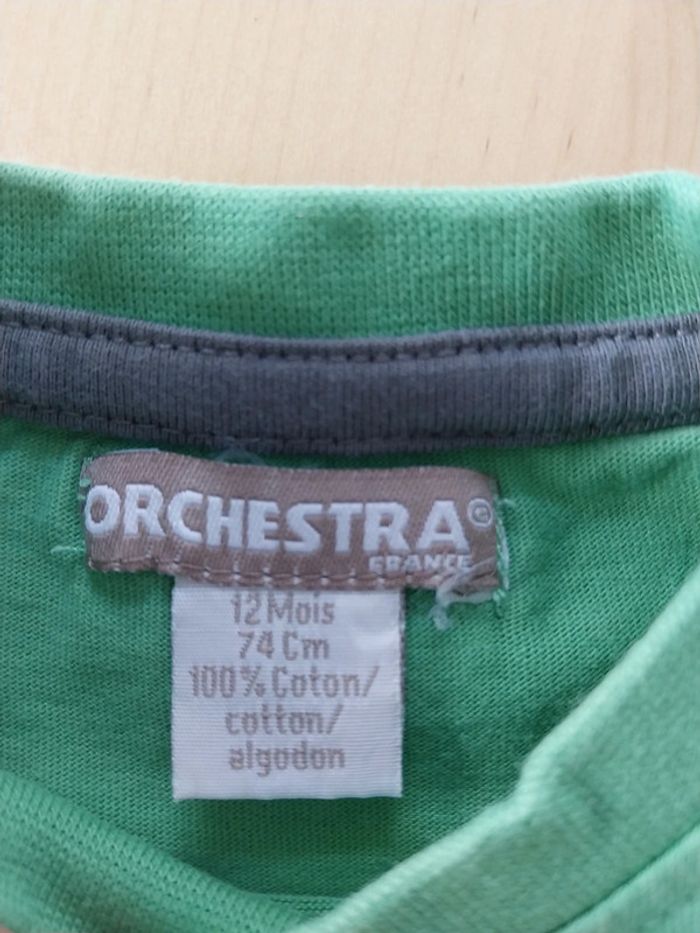 ORCHESTRA©
FRANCE
12 Mois
74 Cm
100% Coton/
cotton/
algodon